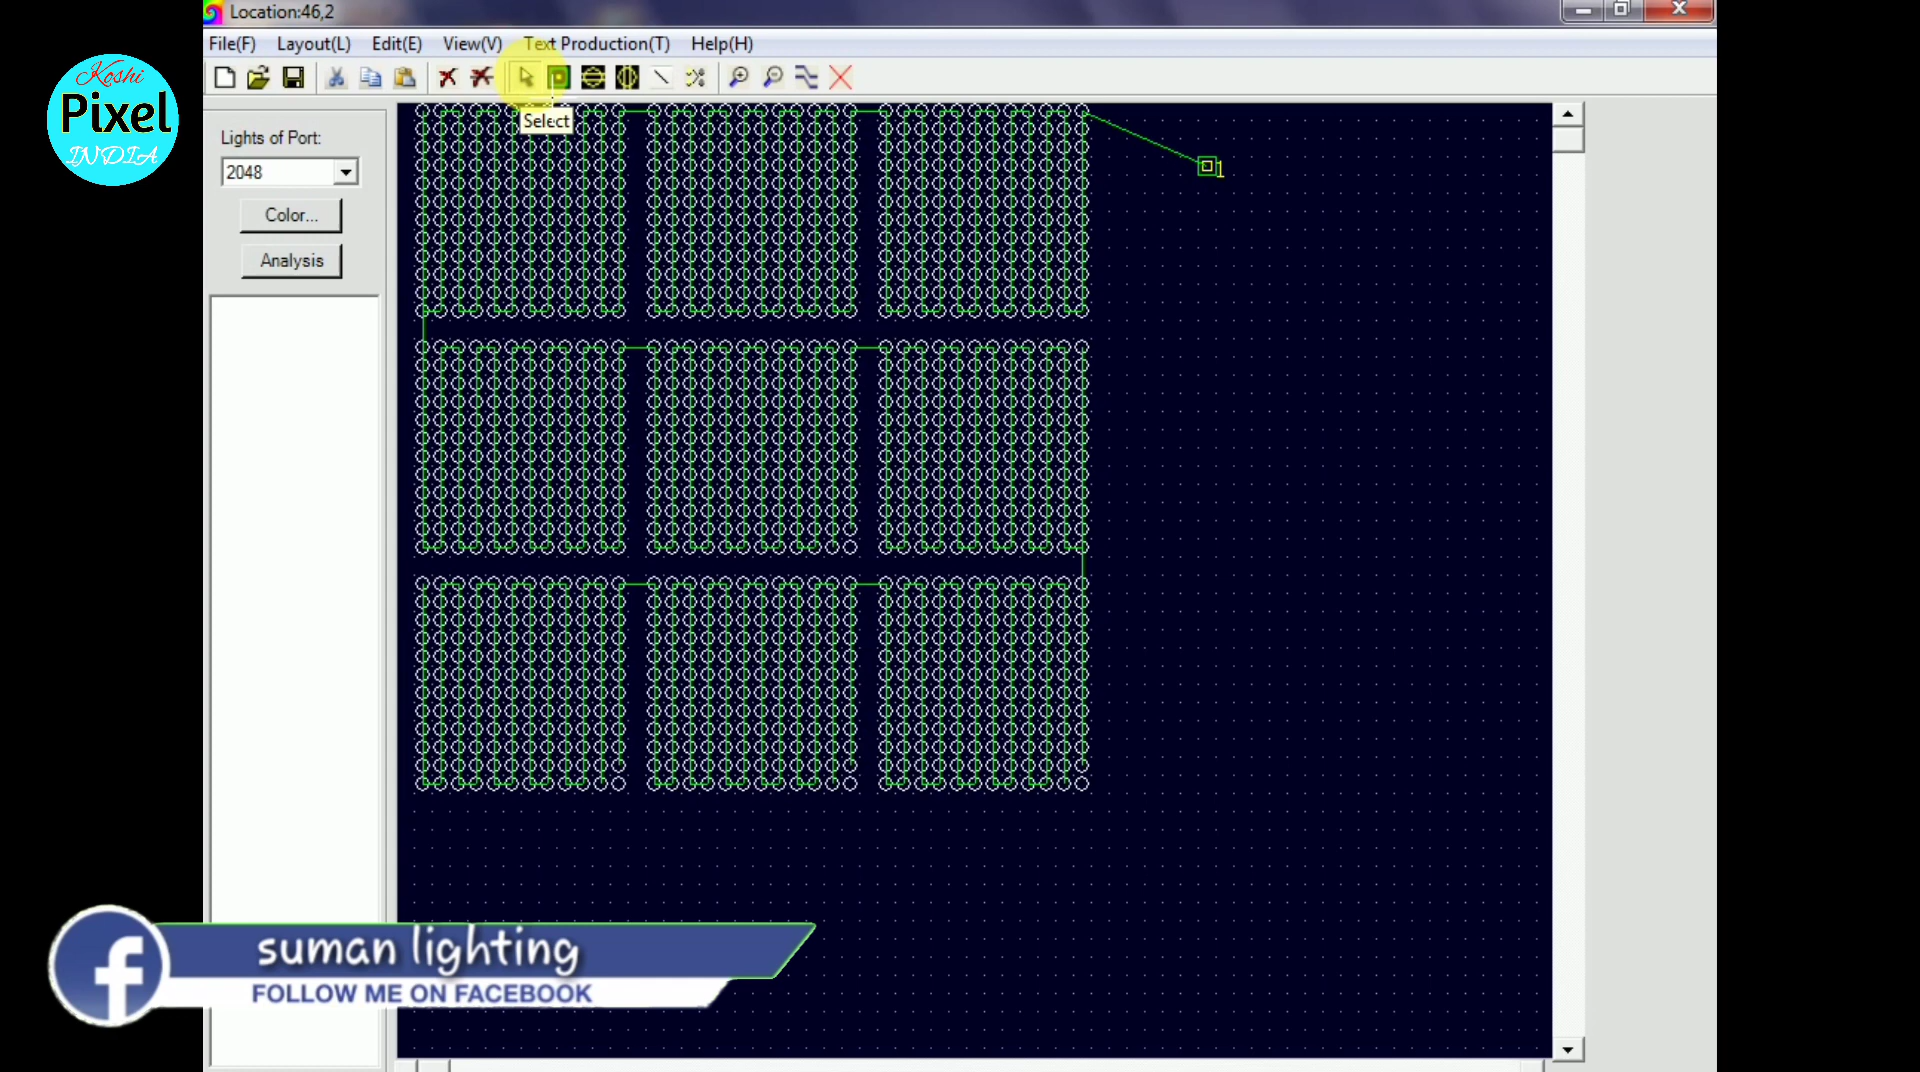 Location:46,2
File(F) Layout(L) Edit(E) View(V) Text Production(T) Help(H)
Koshi
Pixel
INDIA
Select
Lights of Port:
2048
Color...
Analysis
1
suman lighting
FOLLOW ME ON FACEBOOK